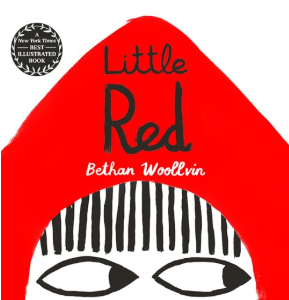 A
New York Times
BEST
ILLUSTRATED
BOOK
Little
Red
Bethan Woollvin